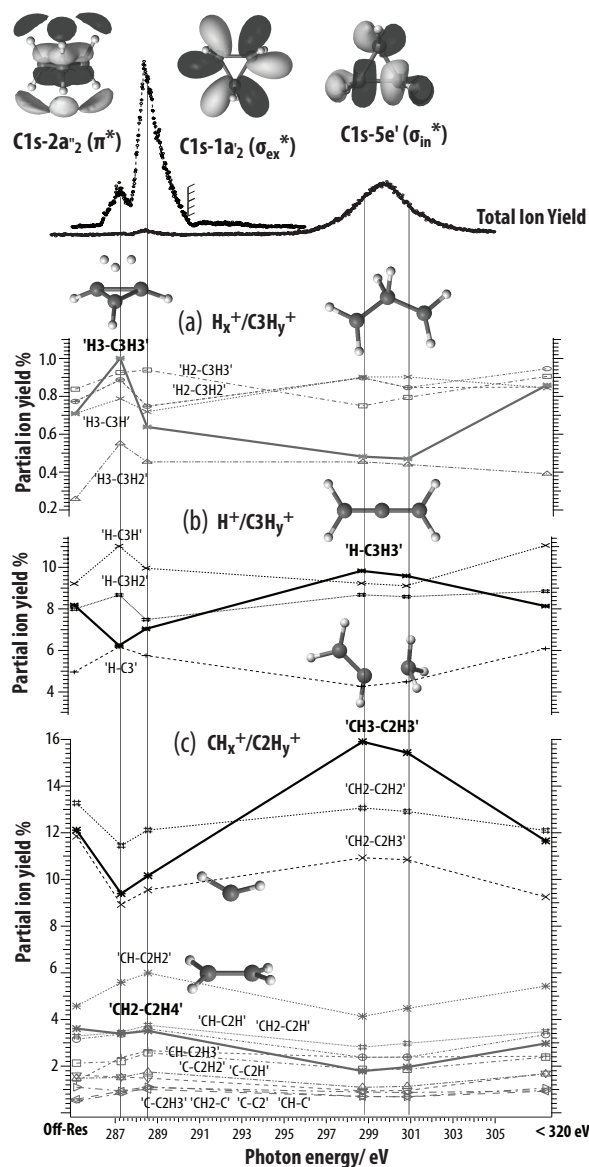 C1s-2a"₂ (π*)
C1s-1a'₂ (σₑₓ*)
C1s-5e' (σᵢₙ*)
Total Ion Yield
(a) Hₓ⁺/C3Hᵧ⁺
'H3-C3H3'
'H2-C3H3'
'H2-C3H2'
'H3-C3H'
'H3-C3H2'
Partial ion yield %
1.0
0.8
0.6
0.4
0.2
(b) H⁺/C3Hᵧ⁺
'H-C3H'
'H-C3H3'
'H-C3H2'
'H-C3'
Partial ion yield %
10
8
6
4
(c) CHₓ⁺/C2Hᵧ⁺
'CH3-C2H3'
'CH2-C2H2'
'CH2-C2H3'
'CH-C2H2'
'CH2-C2H4'
'CH-C2H'
'CH2-C2H'
'CH-C2H3'
'C-C2H2'
'C-C2H'
'C-C2H3'
'CH2-C'
'C-C2'
'CH-C'
Partial ion yield %
16
14
12
10
8
6
4
2
0
Off-Res
287
289
291
293
295
297
299
301
303
305
< 320 eV
Photon energy/ eV